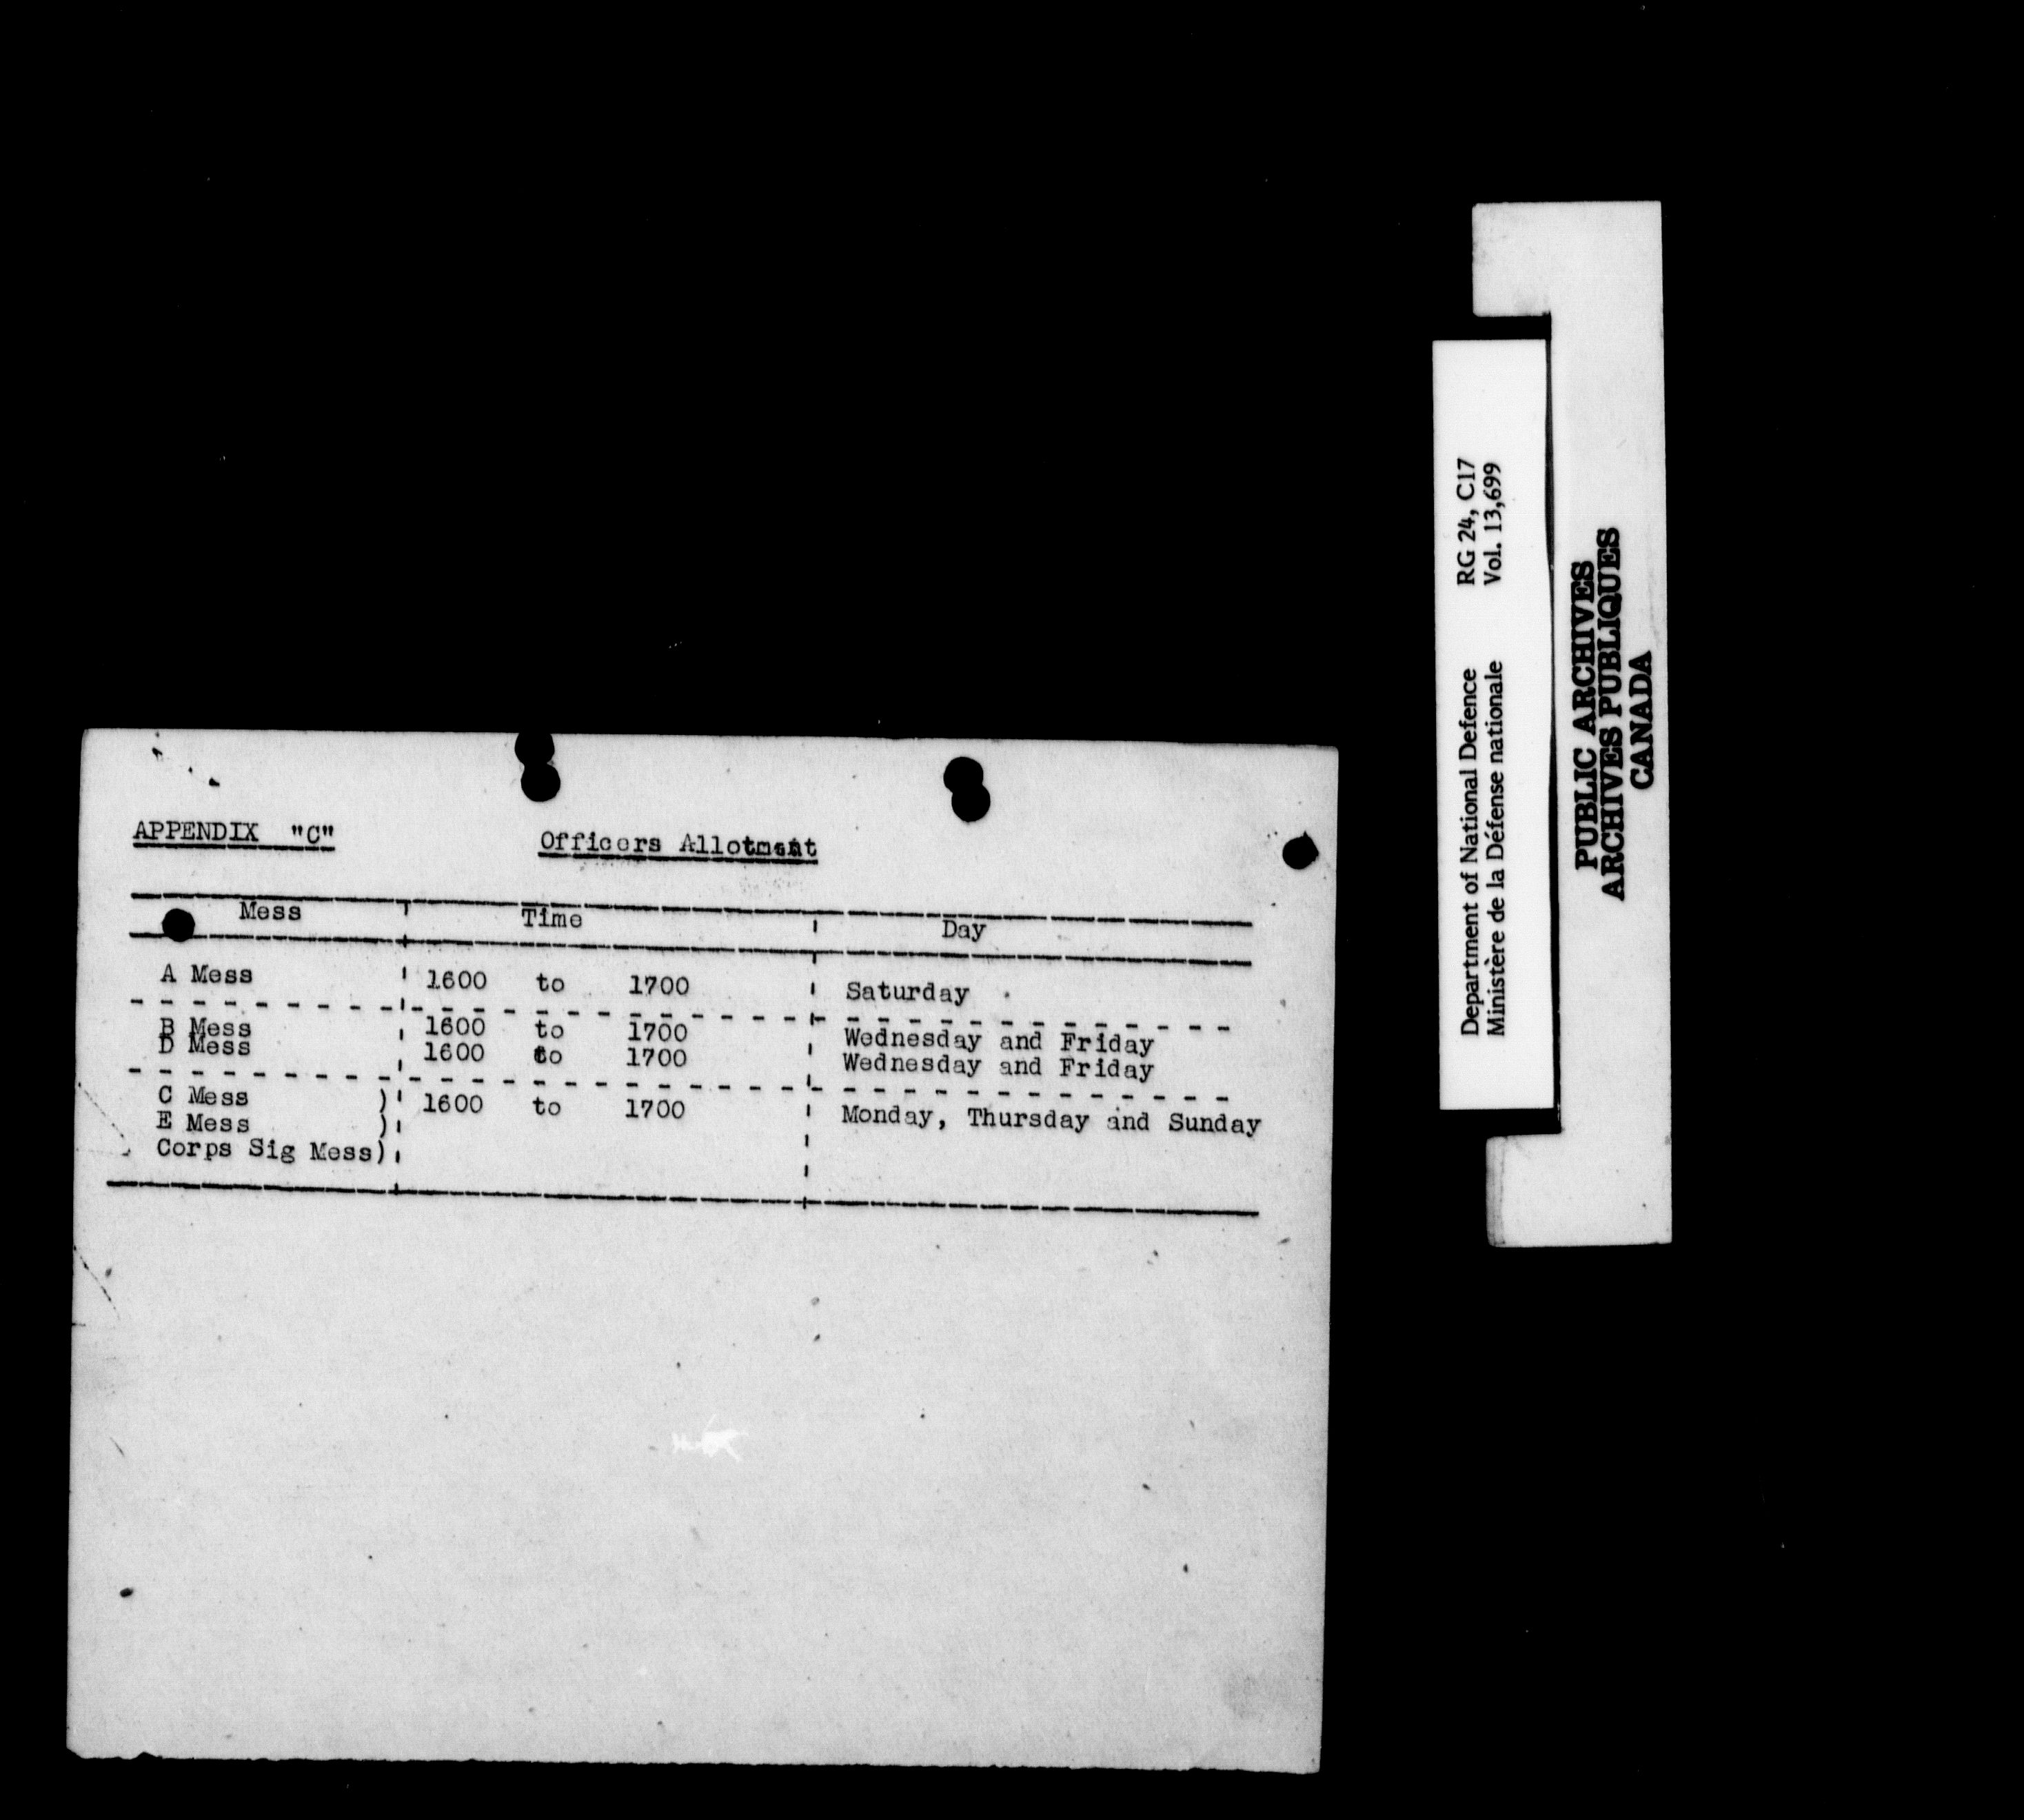 APPENDIX "C"
Officers Allotment
Mess Time Day
A Mess 1600 to 1700 Saturday
B Mess 1600 to 1700 Wednesday and Friday
D Mess 1600 to 1700 Wednesday and Friday
C Mess ) 1600 to 1700 Monday, Thursday and Sunday
E Mess )
Corps Sig Mess)
Department of National Defence RG 24, C17
Ministère de la Défense nationale Vol. 13,699
PUBLIC ARCHIVES
ARCHIVES PUBLIQUES
CANADA